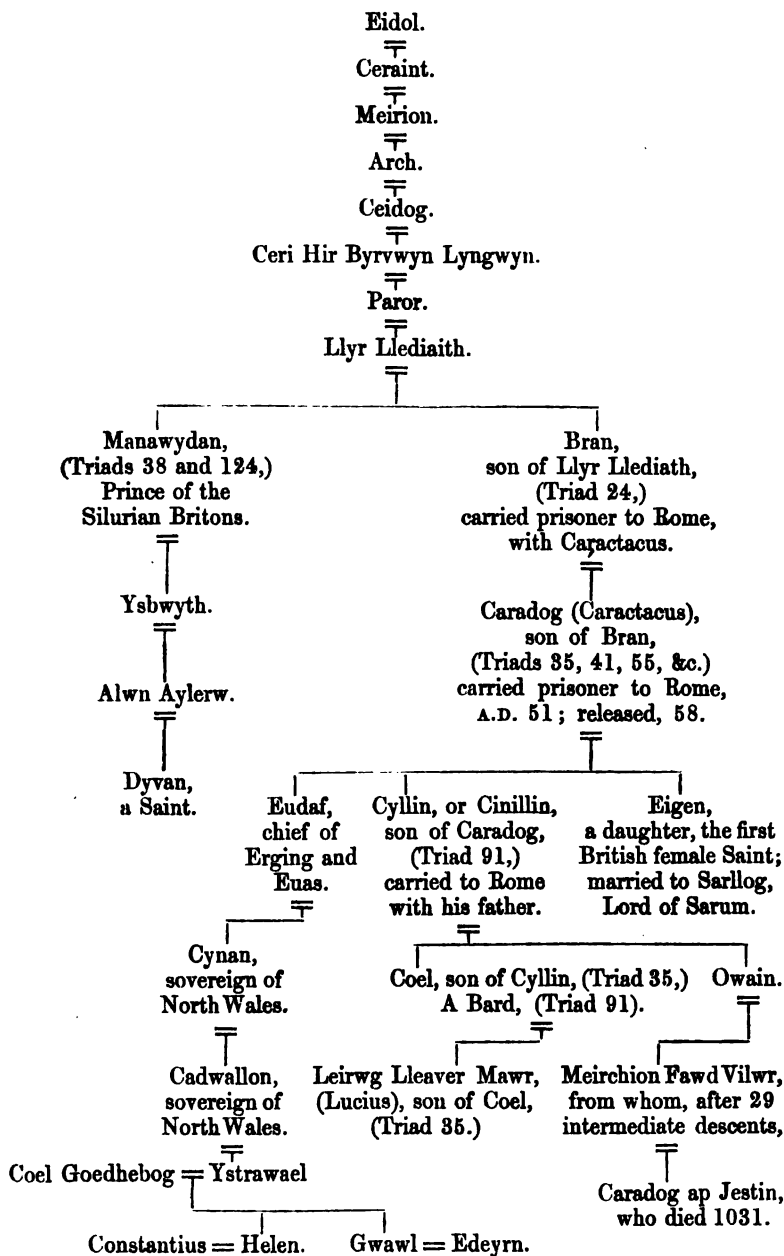 Eidol.
Ceraint.
Meirion.
Arch.
Ceidog.
Ceri Hir Byrvwyn Lyngwyn.
Paror.
Llyr Llediaith.
Manawydan,
(Triads 38 and 124,)
Prince of the
Silurian Britons.
Bran,
son of Llyr Llediath,
(Triad 24,)
carried prisoner to Rome,
with Caractacus.
Ysbwyth.
Caradog (Caractacus),
son of Bran,
(Triads 35, 41, 55, &c.)
carried prisoner to Rome,
A.D. 51; released, 58.
Alwn Aylerw.
Dyvan,
a Saint.
Eudaf,
chief of
Erging and
Euas.
Cyllin, or Cinillin,
son of Caradog,
(Triad 91,)
carried to Rome
with his father.
Eigen,
a daughter, the first
British female Saint;
married to Sarllog,
Lord of Sarum.
Cynan,
sovereign of
North Wales.
Coel, son of Cyllin, (Triad 35,)
A Bard, (Triad 91).
Owain.
Cadwallon,
sovereign of
North Wales.
Leirwg Lleaver Mawr,
(Lucius), son of Coel,
(Triad 35.)
Meirchion Fawd Vilwr,
from whom, after 29
intermediate descents,
Coel Goedhebog = Ystrawael
Caradog ap Jestin,
who died 1031.
Constantius = Helen. Gwawl = Edeyrn.